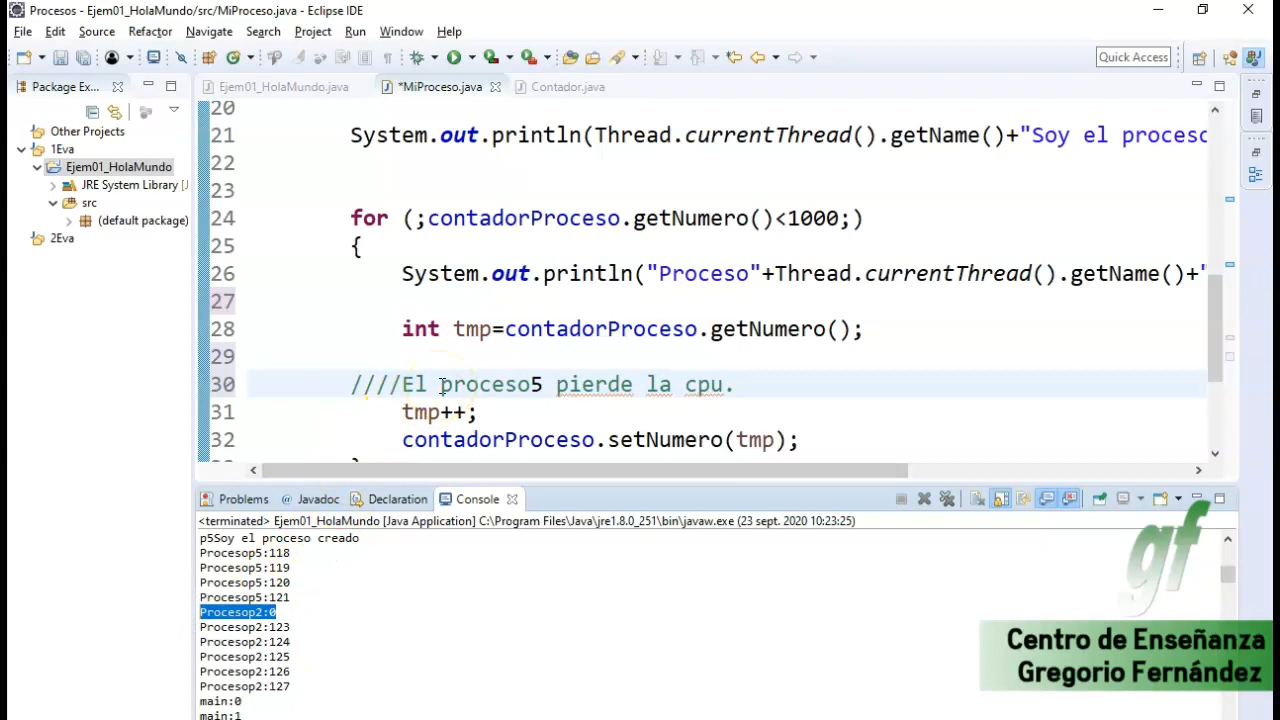 Procesos - Ejem01_HolaMundo/src/MiProceso.java - Eclipse IDE
File Edit Source Refactor Navigate Search Project Run Window Help
Quick Access
Package Ex...
Ejem01_HolaMundo.java
*MiProceso.java
Contador.java
Other Projects
1Eva
Ejem01_HolaMundo
JRE System Library [J
src
(default package)
2Eva
20
21 System.out.println(Thread.currentThread().getName()+"Soy el proceso
22
23
24 for (;contadorProceso.getNumero()<1000;)
25 {
26 System.out.println("Proceso"+Thread.currentThread().getName()+"
27
28 int tmp=contadorProceso.getNumero();
29
30 ////El proceso5 pierde la cpu.
31 tmp++;
32 contadorProceso.setNumero(tmp);
Problems Javadoc Declaration Console
<terminated> Ejem01_HolaMundo [Java Application] C:\Program Files\Java\jre1.8.0_251\bin\javaw.exe (23 sept. 2020 10:23:25)
p5Soy el proceso creado
Procesop5:118
Procesop5:119
Procesop5:120
Procesop5:121
Procesop2:0
Procesop2:123
Procesop2:124
Procesop2:125
Procesop2:126
Procesop2:127
main:0
main:1
gf
Centro de Enseñanza
Gregorio Fernández